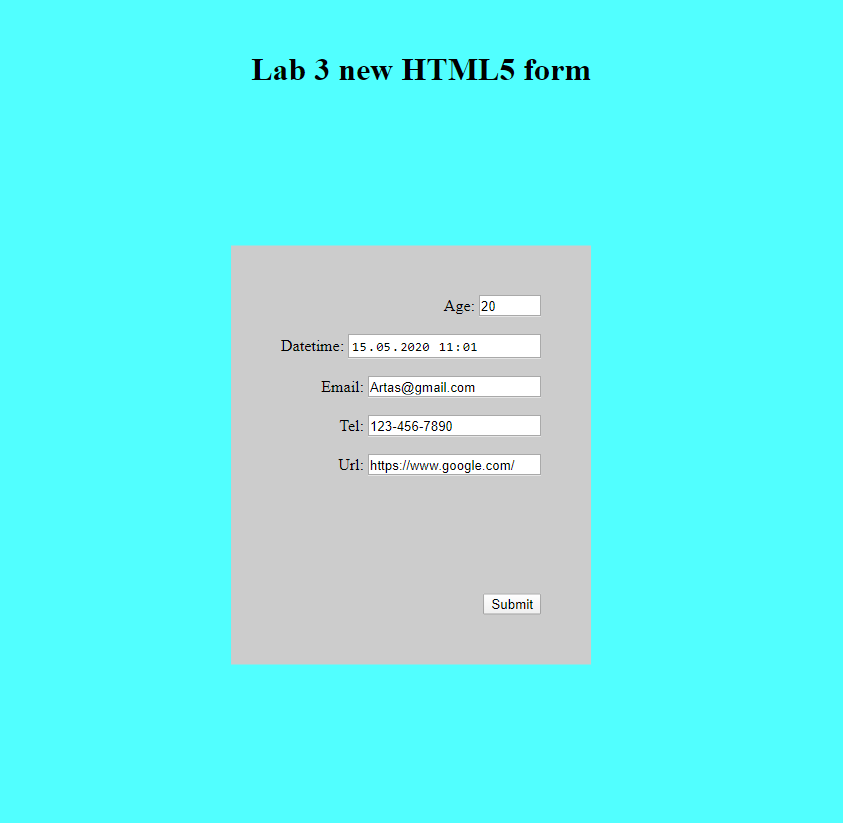 Lab 3 new HTML5 form
Age: 20
Datetime: 15.05.2020 11:01
Email: Artas@gmail.com
Tel: 123-456-7890
Url: https://www.google.com/
Submit